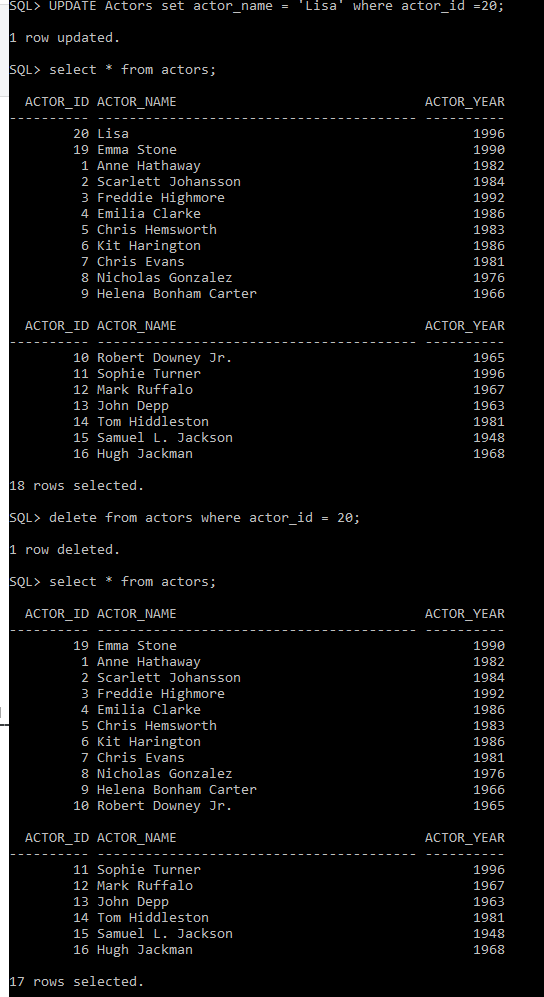 SQL> UPDATE Actors set actor_name = 'Lisa' where actor_id =20;
1 row updated.
SQL> select * from actors;
ACTOR_ID ACTOR_NAME ACTOR_YEAR
---------- ---------------------------------------- ----------
20 Lisa 1996
19 Emma Stone 1990
1 Anne Hathaway 1982
2 Scarlett Johansson 1984
3 Freddie Highmore 1992
4 Emilia Clarke 1986
5 Chris Hemsworth 1983
6 Kit Harington 1986
7 Chris Evans 1981
8 Nicholas Gonzalez 1976
9 Helena Bonham Carter 1966
ACTOR_ID ACTOR_NAME ACTOR_YEAR
---------- ---------------------------------------- ----------
10 Robert Downey Jr. 1965
11 Sophie Turner 1996
12 Mark Ruffalo 1967
13 John Depp 1963
14 Tom Hiddleston 1981
15 Samuel L. Jackson 1948
16 Hugh Jackman 1968
18 rows selected.
SQL> delete from actors where actor_id = 20;
1 row deleted.
SQL> select * from actors;
ACTOR_ID ACTOR_NAME ACTOR_YEAR
---------- ---------------------------------------- ----------
19 Emma Stone 1990
1 Anne Hathaway 1982
2 Scarlett Johansson 1984
3 Freddie Highmore 1992
4 Emilia Clarke 1986
5 Chris Hemsworth 1983
6 Kit Harington 1986
7 Chris Evans 1981
8 Nicholas Gonzalez 1976
9 Helena Bonham Carter 1966
10 Robert Downey Jr. 1965
ACTOR_ID ACTOR_NAME ACTOR_YEAR
---------- ---------------------------------------- ----------
11 Sophie Turner 1996
12 Mark Ruffalo 1967
13 John Depp 1963
14 Tom Hiddleston 1981
15 Samuel L. Jackson 1948
16 Hugh Jackman 1968
17 rows selected.